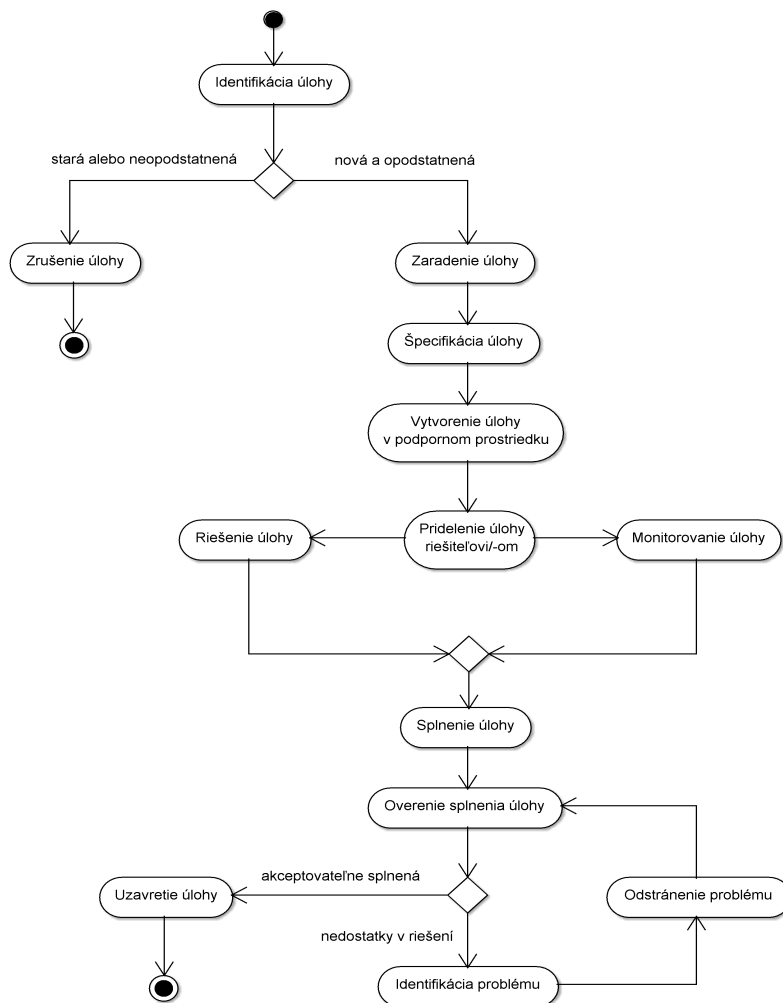 Identifikácia úlohy
stará alebo neopodstatnená
nová a opodstatnená
Zrušenie úlohy
Zaradenie úlohy
Špecifikácia úlohy
Vytvorenie úlohy
v podpornom prostriedku
Riešenie úlohy
Pridelenie úlohy
riešiteľovi/-om
Monitorovanie úlohy
Splnenie úlohy
Overenie splnenia úlohy
akceptovateľne splnená
Uzavretie úlohy
Odstránenie problému
nedostatky v riešení
Identifikácia problému